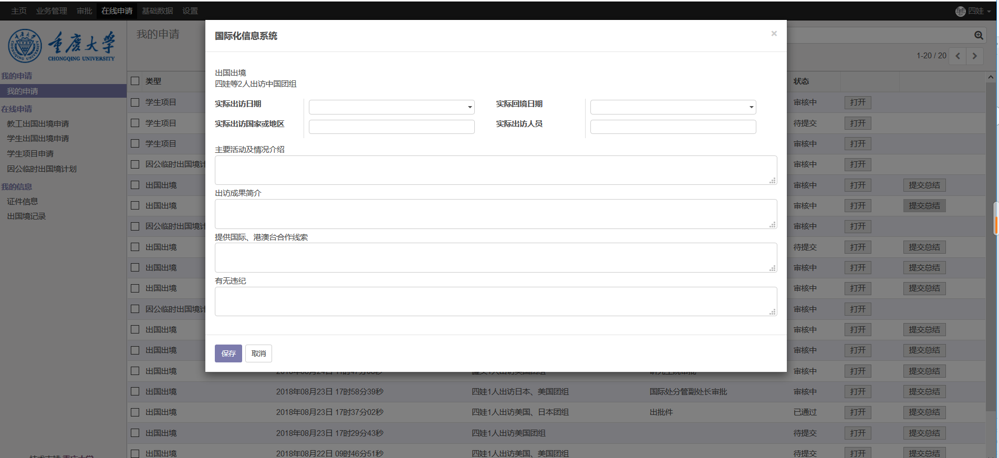 主页 业务管理 审批 在线申请 基础数据 设置 四娃
重庆大学
CHONGQING UNIVERSITY
我的申请
1-20 / 20
我的申请
我的申请
在线申请
教工出国出境申请
学生出国出境申请
学生项目申请
因公临时出国境计划
我的信息
证件信息
出国境记录
国际化信息系统
×
出国出境
四娃等2人出访中国团组
实际出访日期 实际回境日期
实际出访国家或地区 实际出访人员
主要活动及情况介绍
出访成果简介
提供国际、港澳台合作线索
有无违纪
保存 取消
类型 状态
学生项目 审核中 打开
学生项目 待提交 打开
学生项目 审核中 打开
因公临时出国境 审核中 打开
出国出境 审核中 打开 提交总结
出国出境 审核中 打开 提交总结
因公临时出国境 审核中 打开
出国出境 待提交 打开 提交总结
出国出境 审核中 打开 提交总结
出国出境 审核中 打开 提交总结
因公临时出国境 审核中 打开
出国出境 审核中 打开 提交总结
出国出境 审核中 打开 提交总结
出国出境 审核中 打开 提交总结
出国出境 2018年08月23日 17时58分39秒 四娃1人出访日本、美国团组 国际处分管副处长审批 审核中 打开 提交总结
出国出境 2018年08月23日 17时37分02秒 四娃1人出访美国、日本团组 出批件 已通过 打开 提交总结
出国出境 2018年08月23日 17时29分43秒 四娃1人出访美国团组 待提交 打开 提交总结
出国出境 2018年08月22日 09时46分51秒 四娃1人出访美国、美国团组 待提交 打开 提交总结